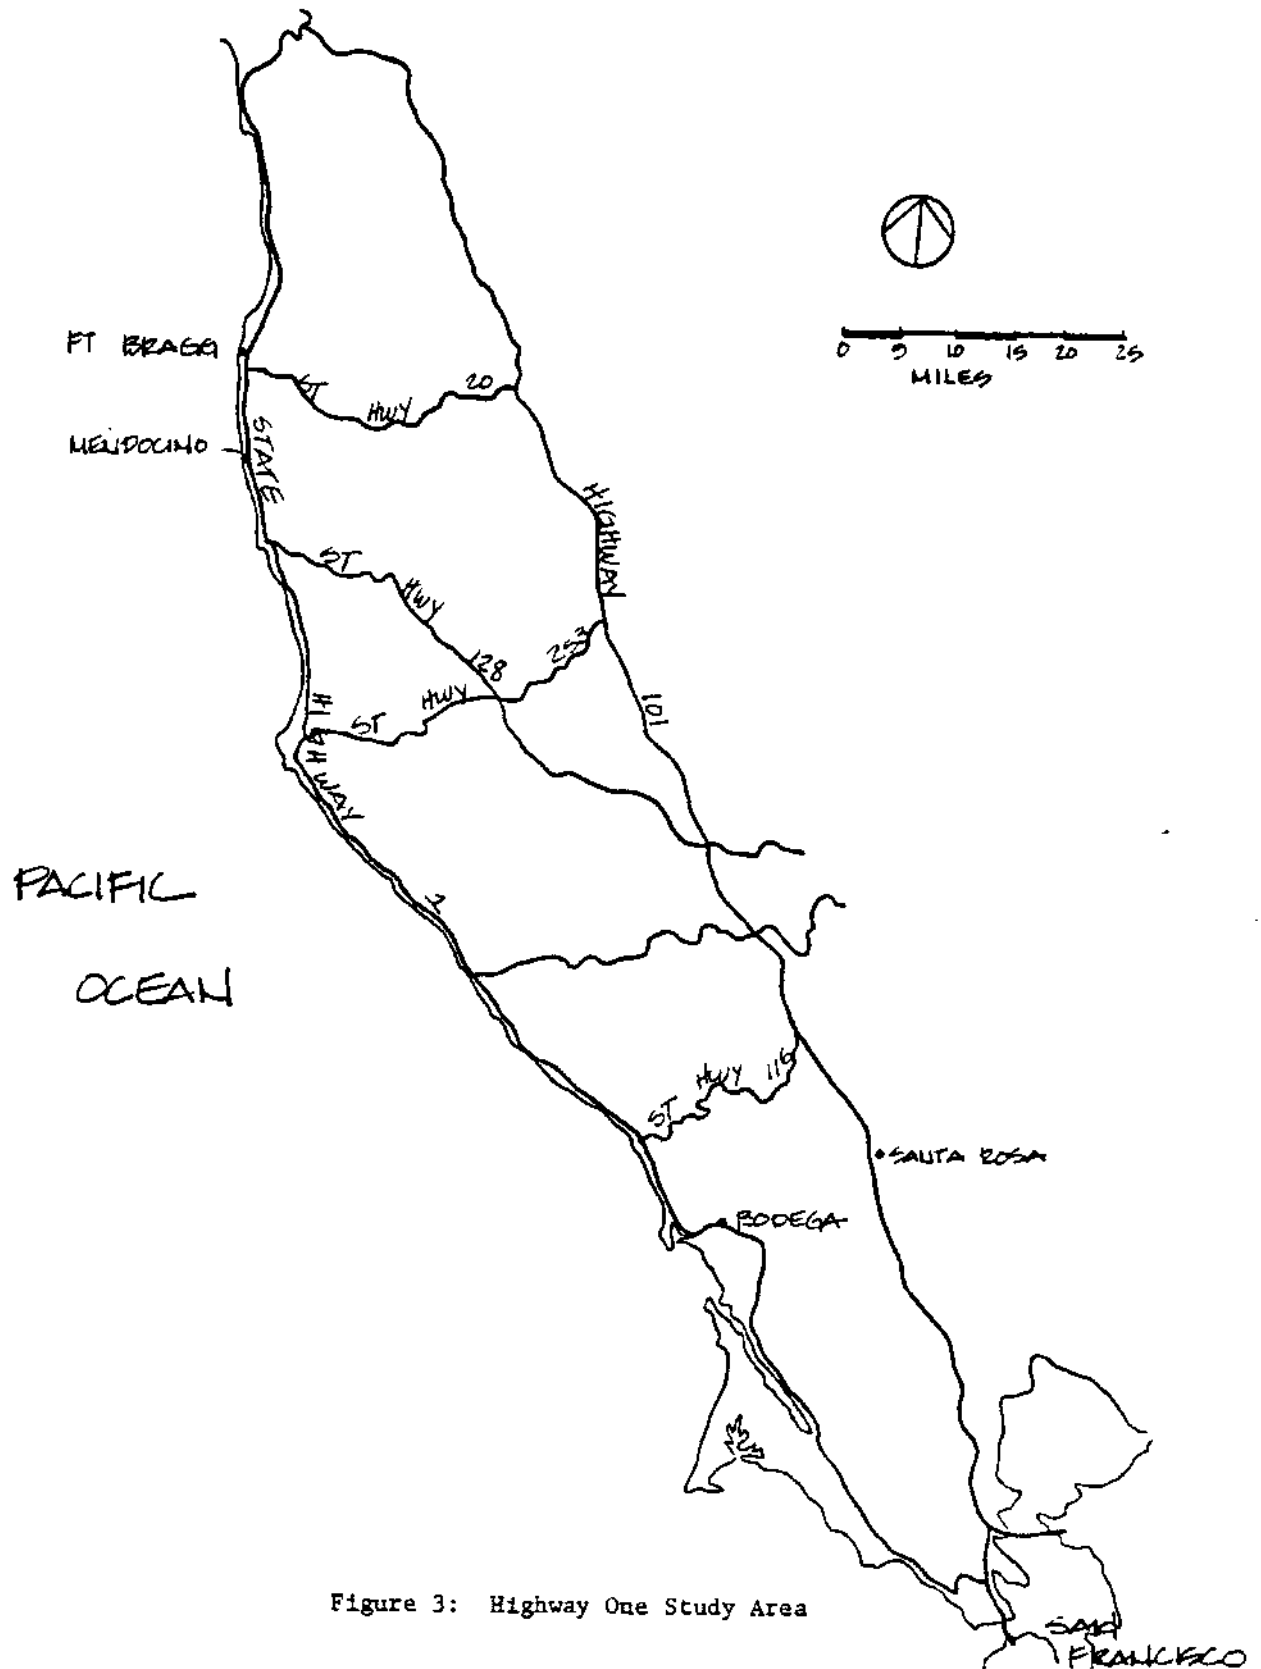 FT BRAGG
0 5 10 15 20 25
MILES
ST HWY 20
MENDOCINO
STATE HIGHWAY 1
HIGHWAY 101
ST HWY 128
ST HWY 253
PACIFIC
OCEAN
ST HWY 116
SANTA ROSA
BODEGA
Figure 3: Highway One Study Area
SAN
FRANCISCO